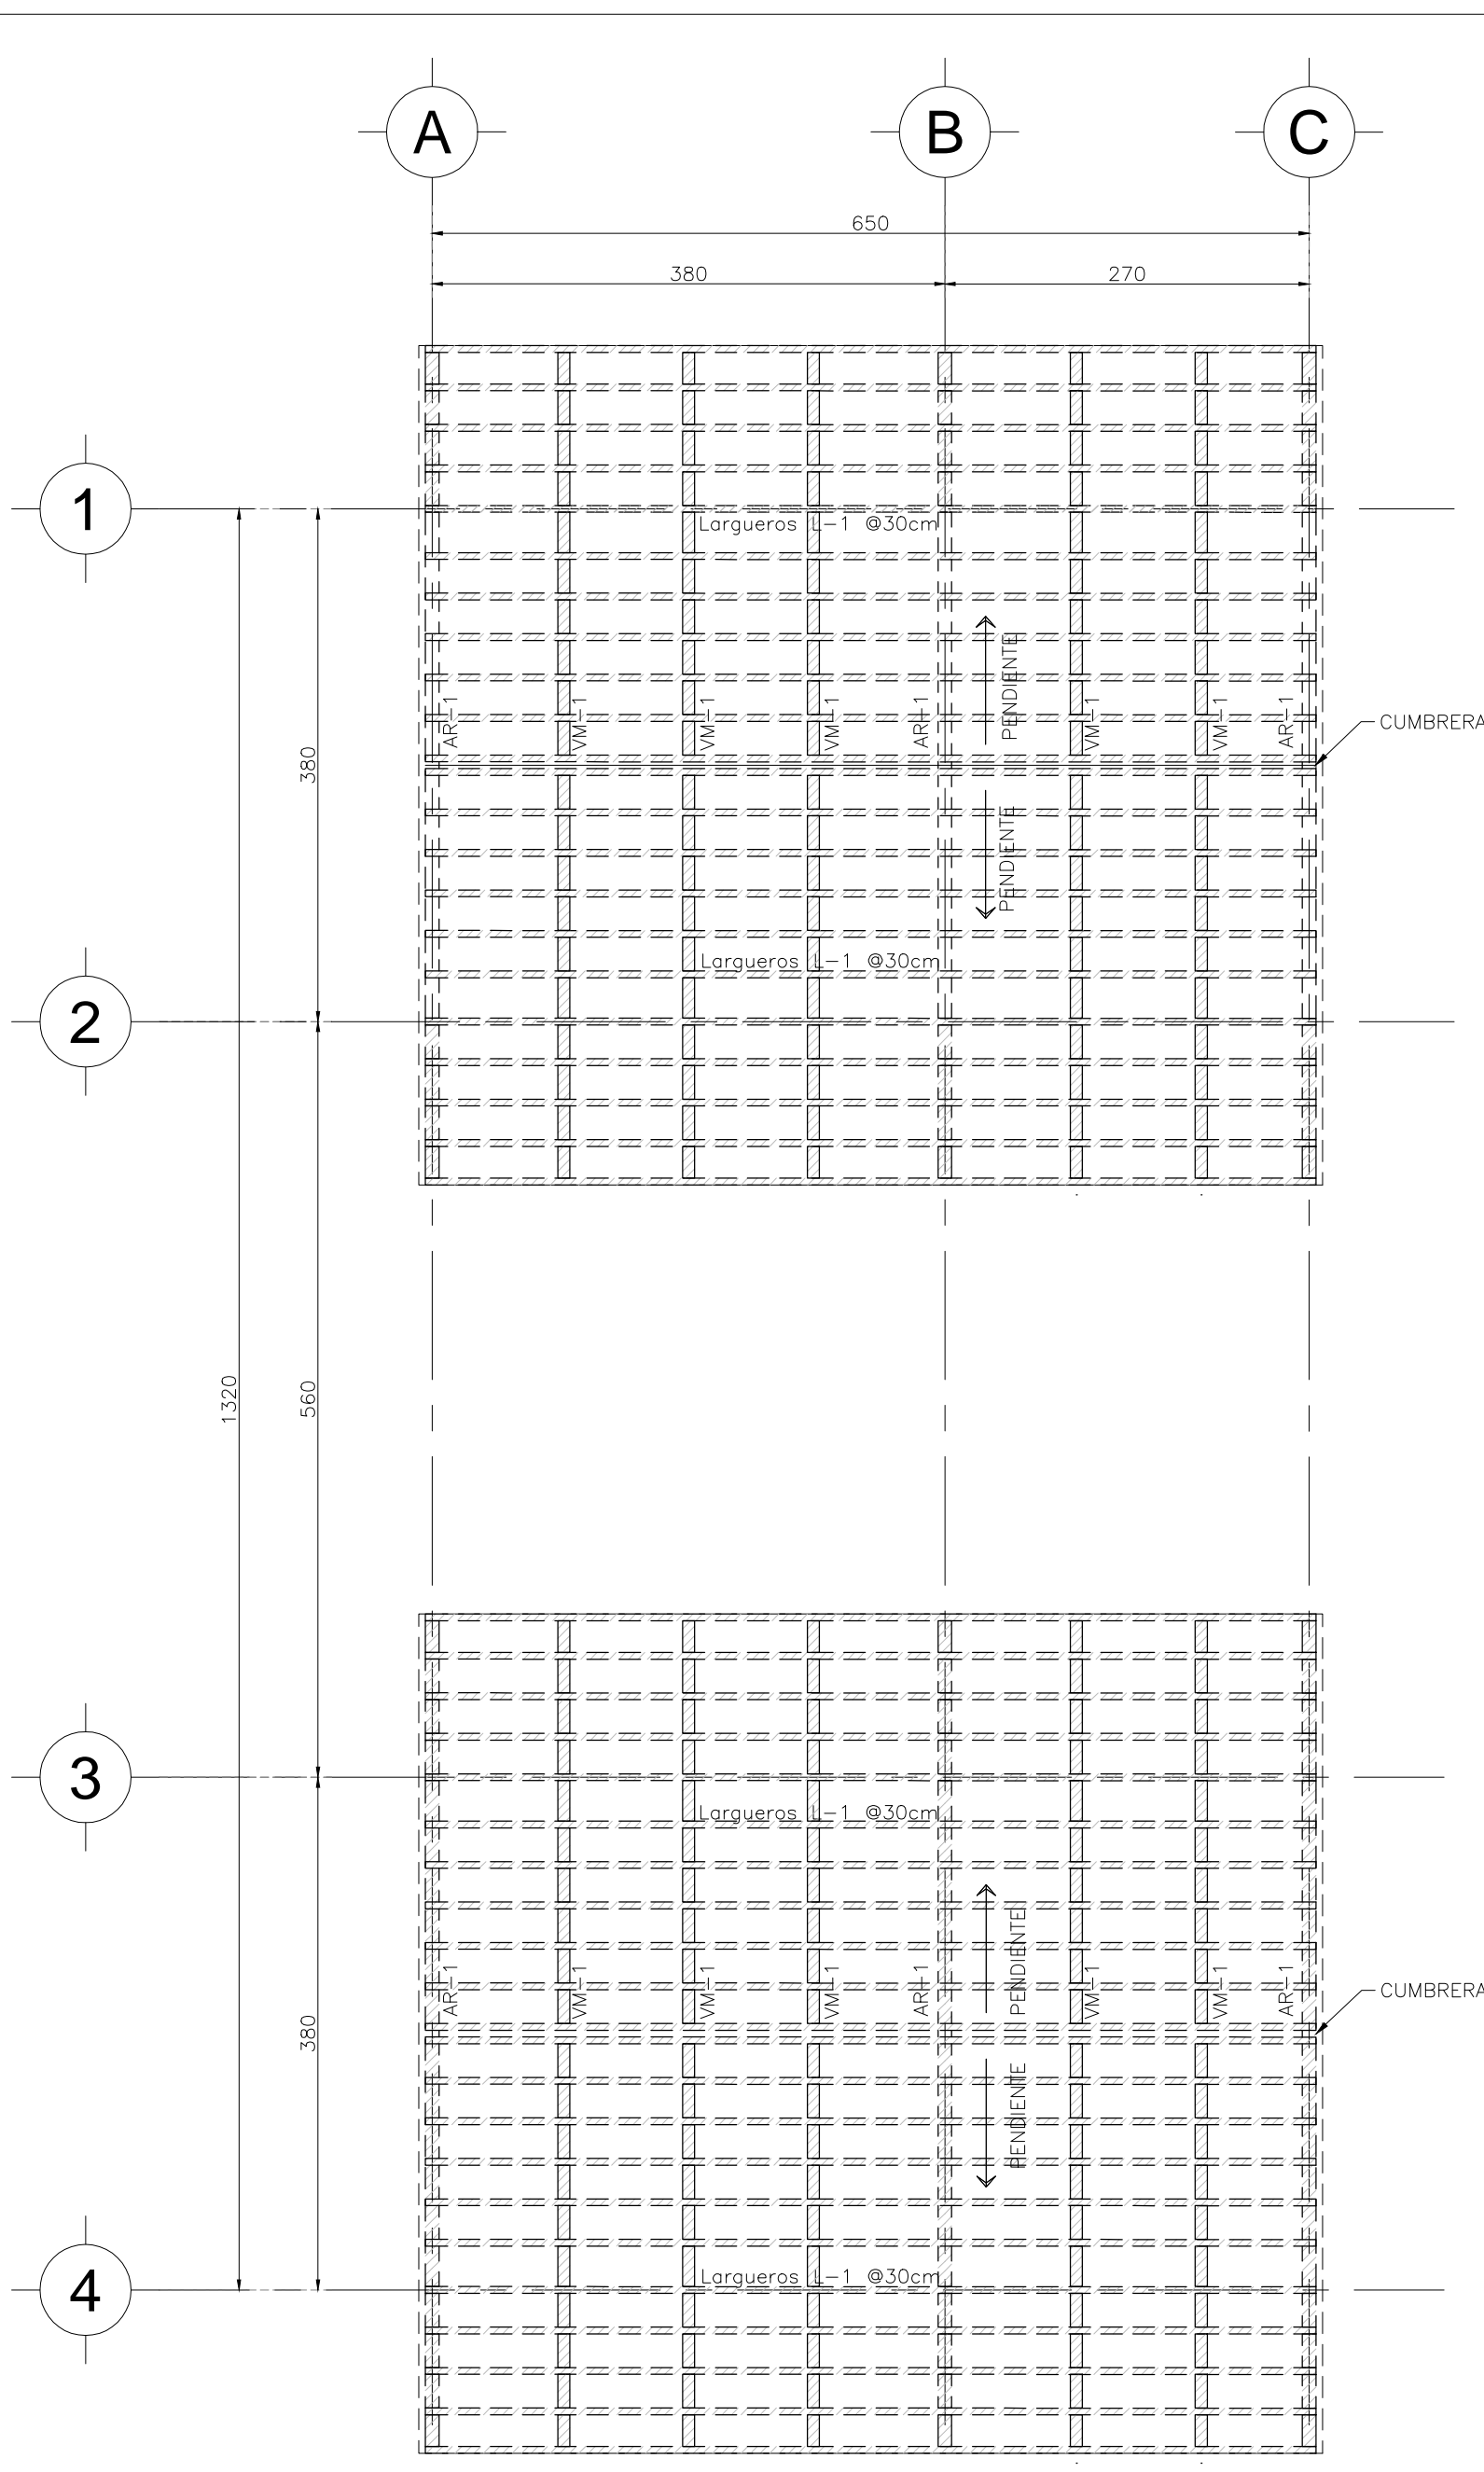 A
B
C
650
380
270
1
Largueros L-1 @30cm
PENDIENTE
AR-1
VM-1
VM-1
VM-1
AR-1
VM-1
VM-1
AR-1
CUMBRERA
380
PENDIENTE
Largueros L-1 @30cm
2
1320
560
3
Largueros L-1 @30cm
PENDIENTE
AR-1
VM-1
VM-1
VM-1
AR-1
VM-1
VM-1
AR-1
CUMBRERA
380
PENDIENTE
Largueros L-1 @30cm
4